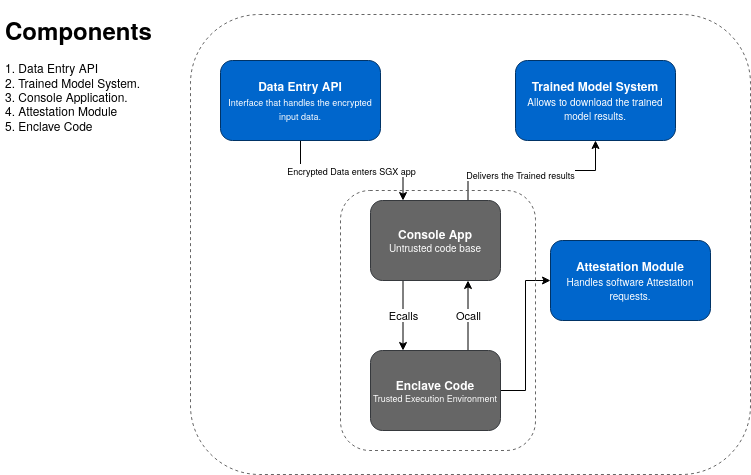 Components
1. Data Entry API
2. Trained Model System.
3. Console Application.
4. Attestation Module
5. Enclave Code
Data Entry API
Interface that handles the encrypted
input data.
Trained Model System
Allows to download the trained
model results.
Encrypted Data enters SGX app
Delivers the Trained results
Console App
Untrusted code base
Attestation Module
Handles software Attestation
requests.
Ecalls
Ocall
Enclave Code
Trusted Execution Environment